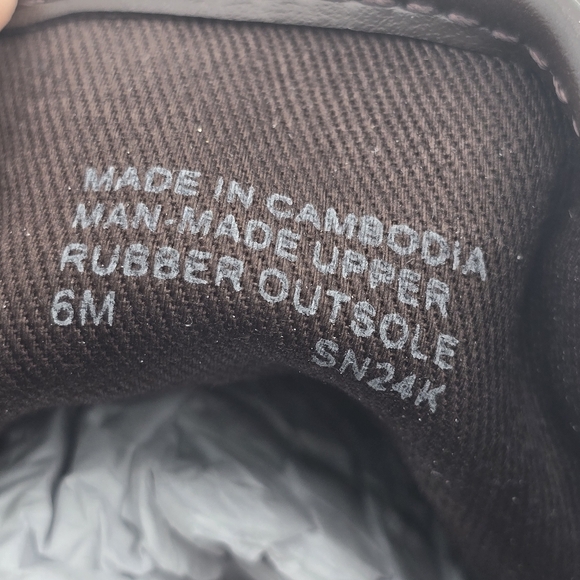 MADE IN CAMBODIA
MAN-MADE UPPER
RUBBER OUTSOLE
6M
SN24K